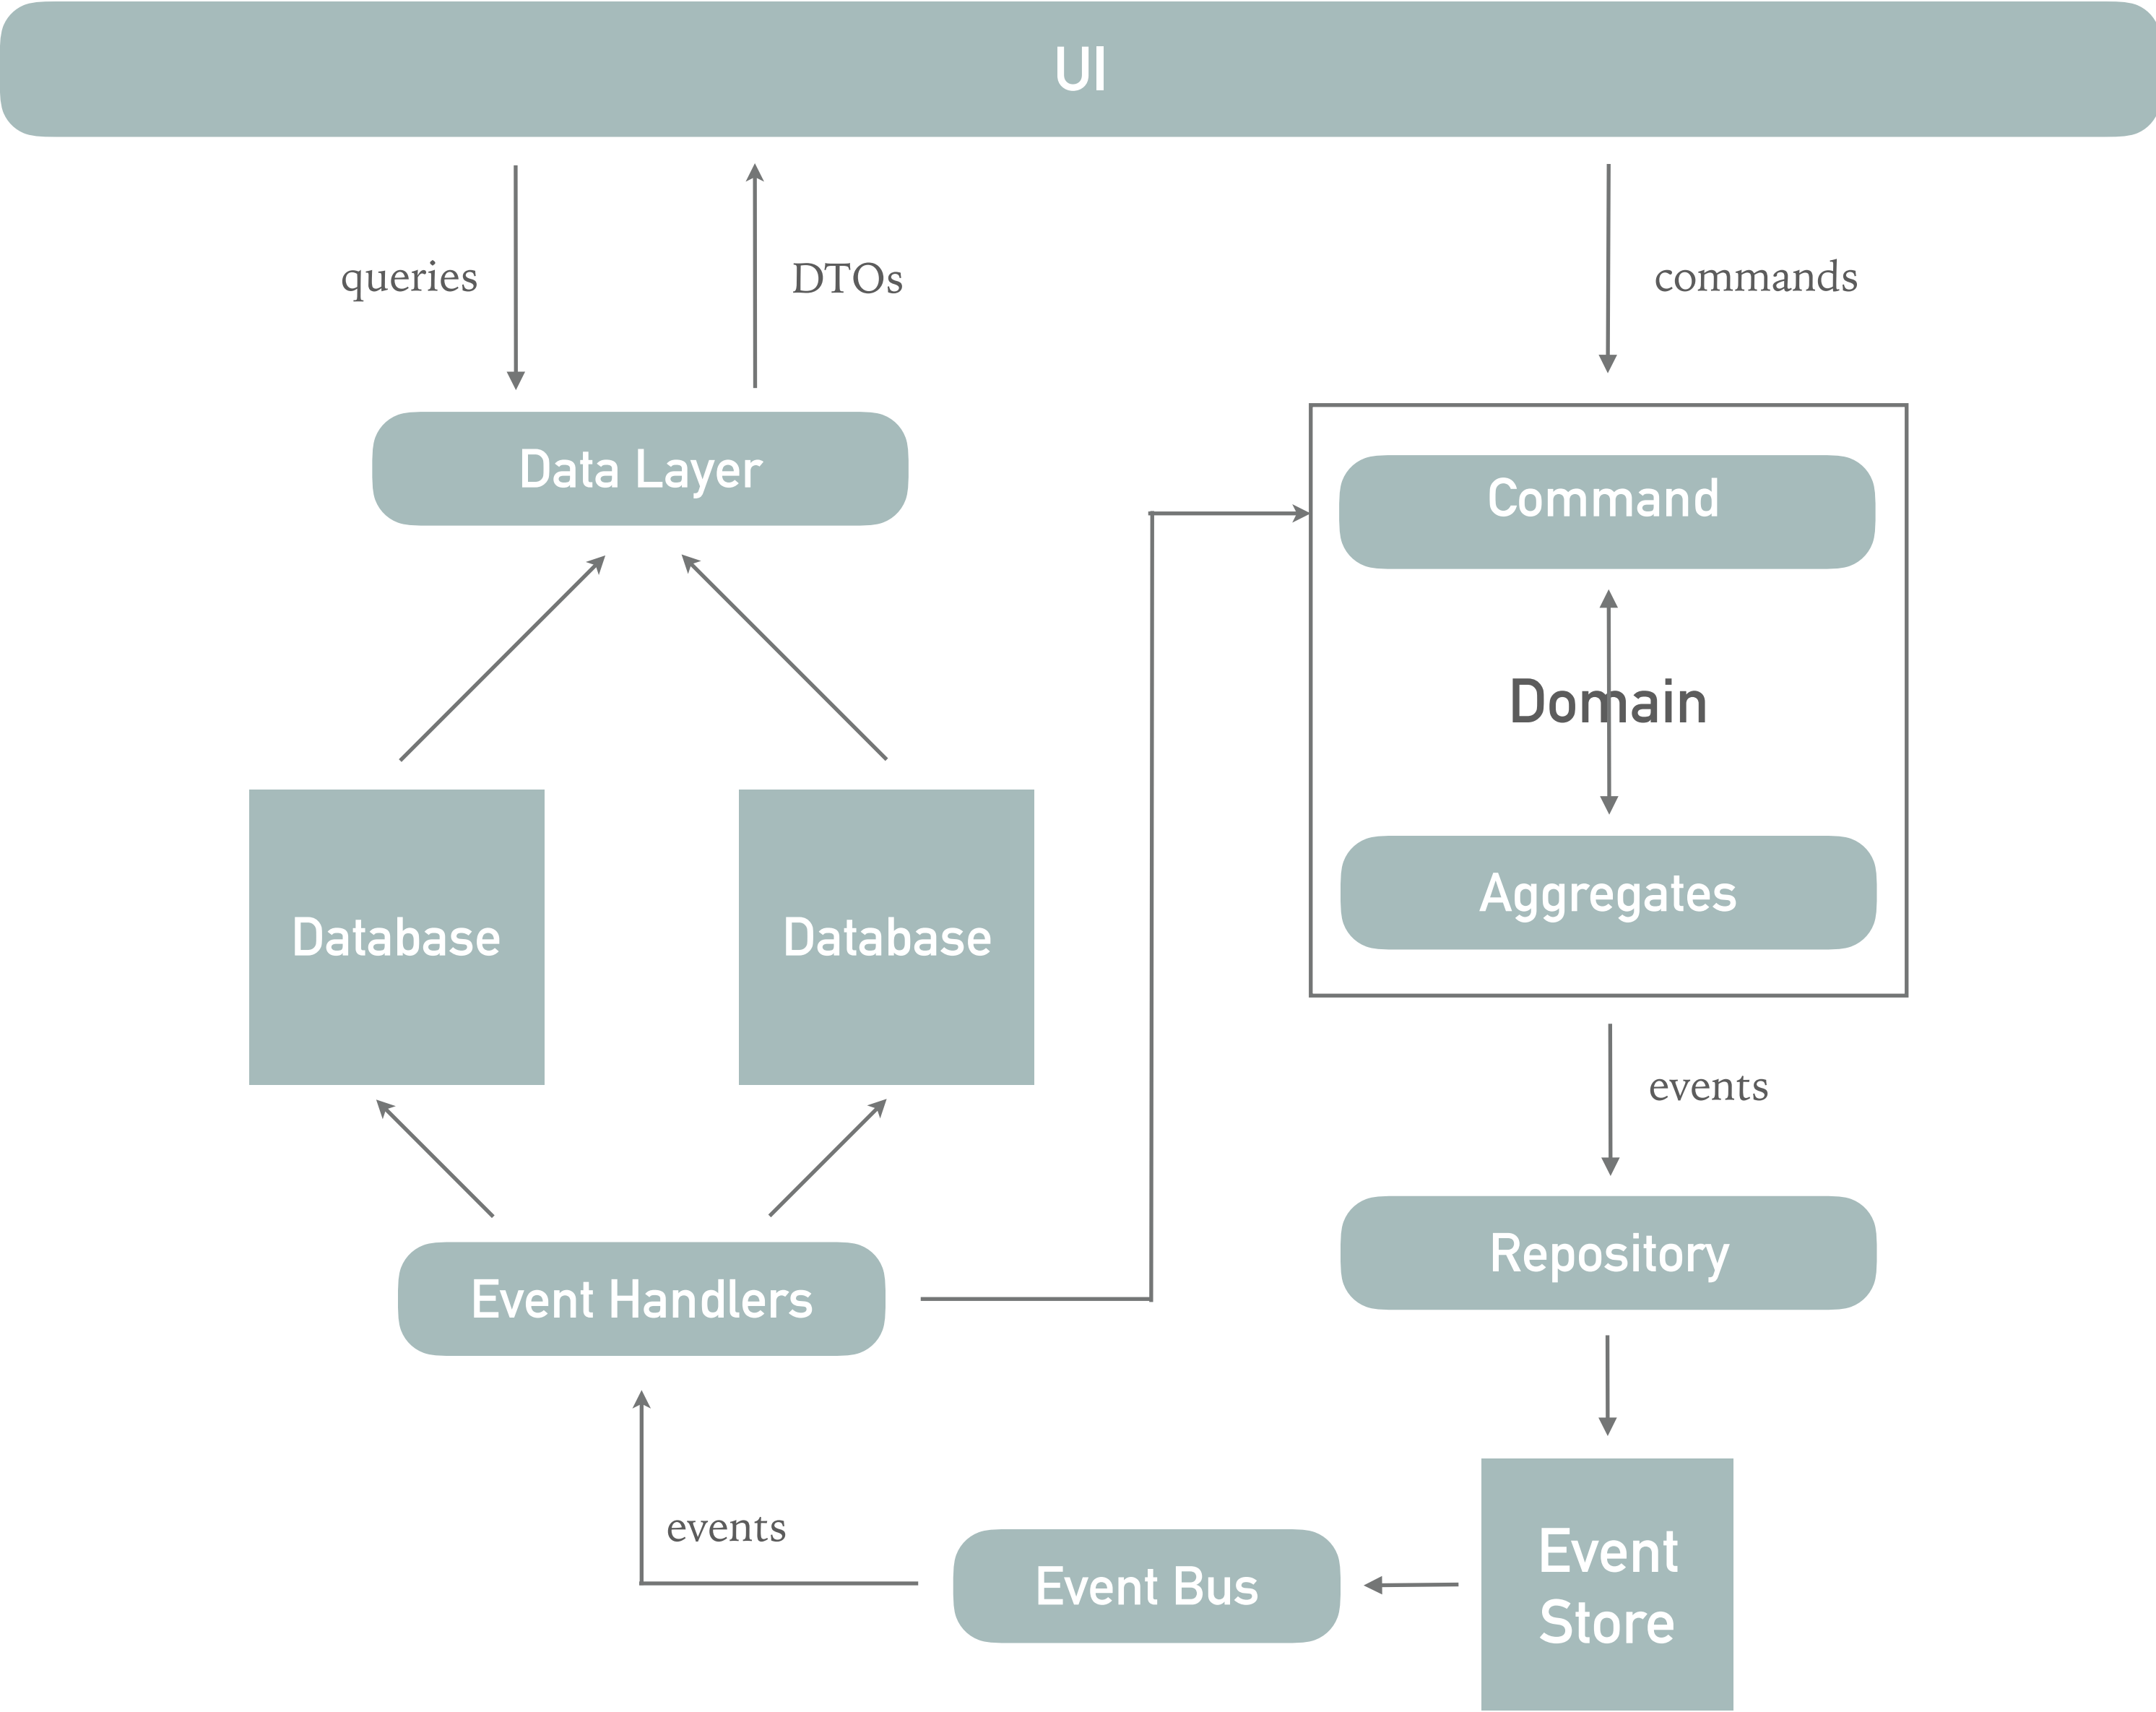 UI
queries
DTOs
commands
Data Layer
Command
Domain
Database
Database
Aggregates
events
Event Handlers
Repository
events
Event Bus
Event
Store